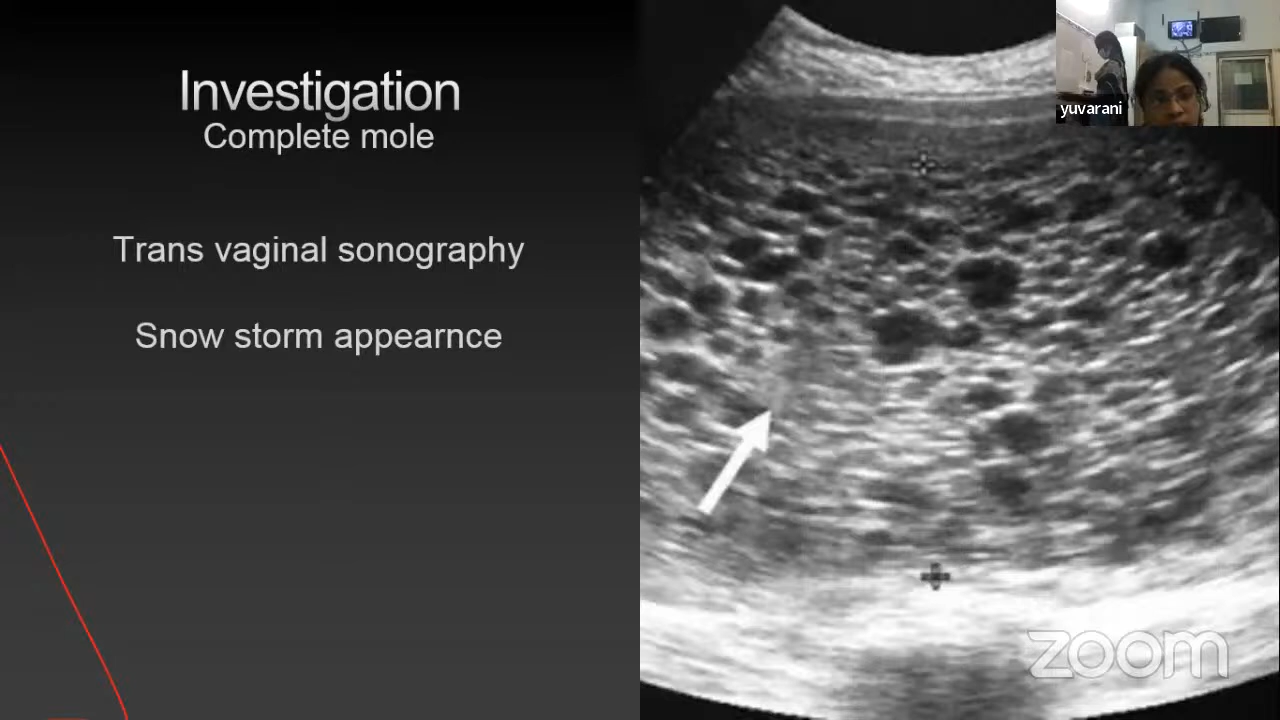 Investigation
Complete mole
Trans vaginal sonography
Snow storm appearnce
yuvarani
zoom